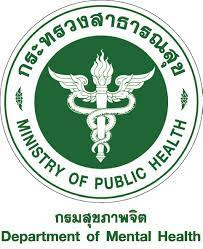 กระทรวงสาธารณสุข
MINISTRY OF PUBLIC HEALTH
กรมสุขภาพจิต
Department of Mental Health